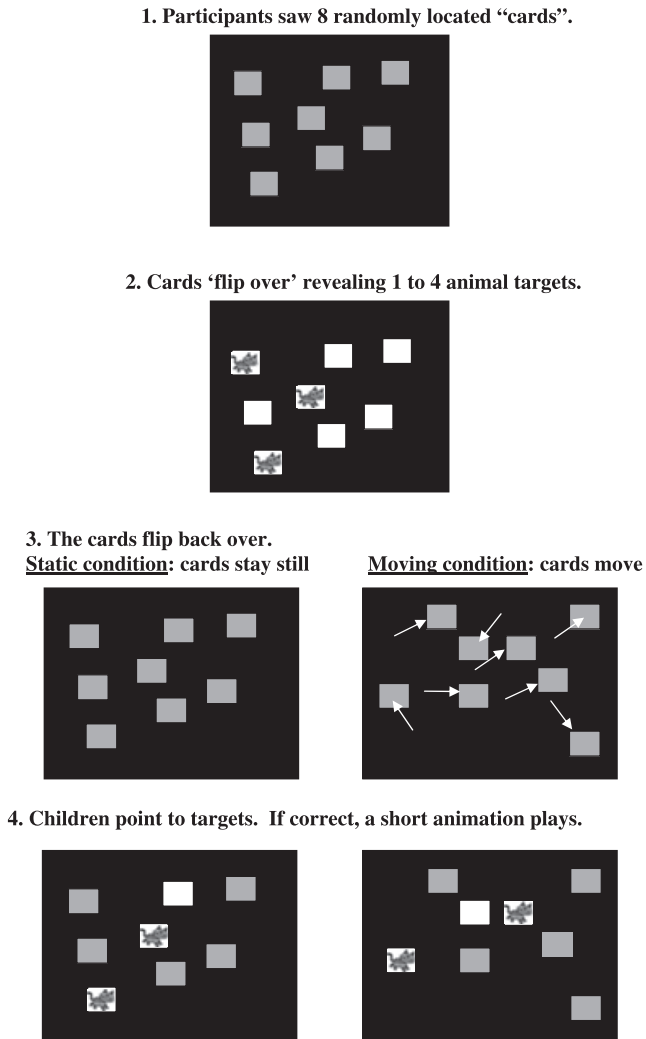 1. Participants saw 8 randomly located “cards”.
2. Cards ‘flip over’ revealing 1 to 4 animal targets.
3. The cards flip back over.
Static condition: cards stay still
Moving condition: cards move
4. Children point to targets.  If correct, a short animation plays.